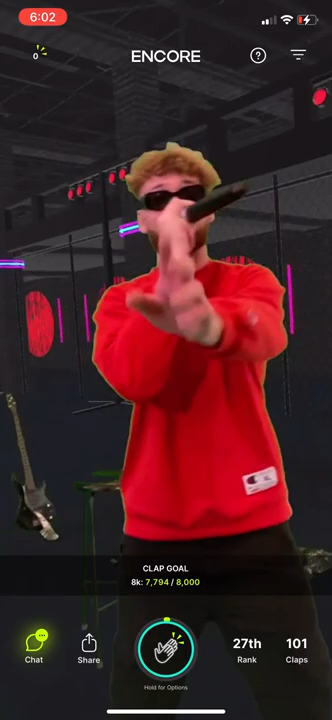 6:02
0
ENCORE
?
CLAP GOAL
8k: 7,794 / 8,000
Chat
Share
27th
Rank
101
Claps
Hold for Options